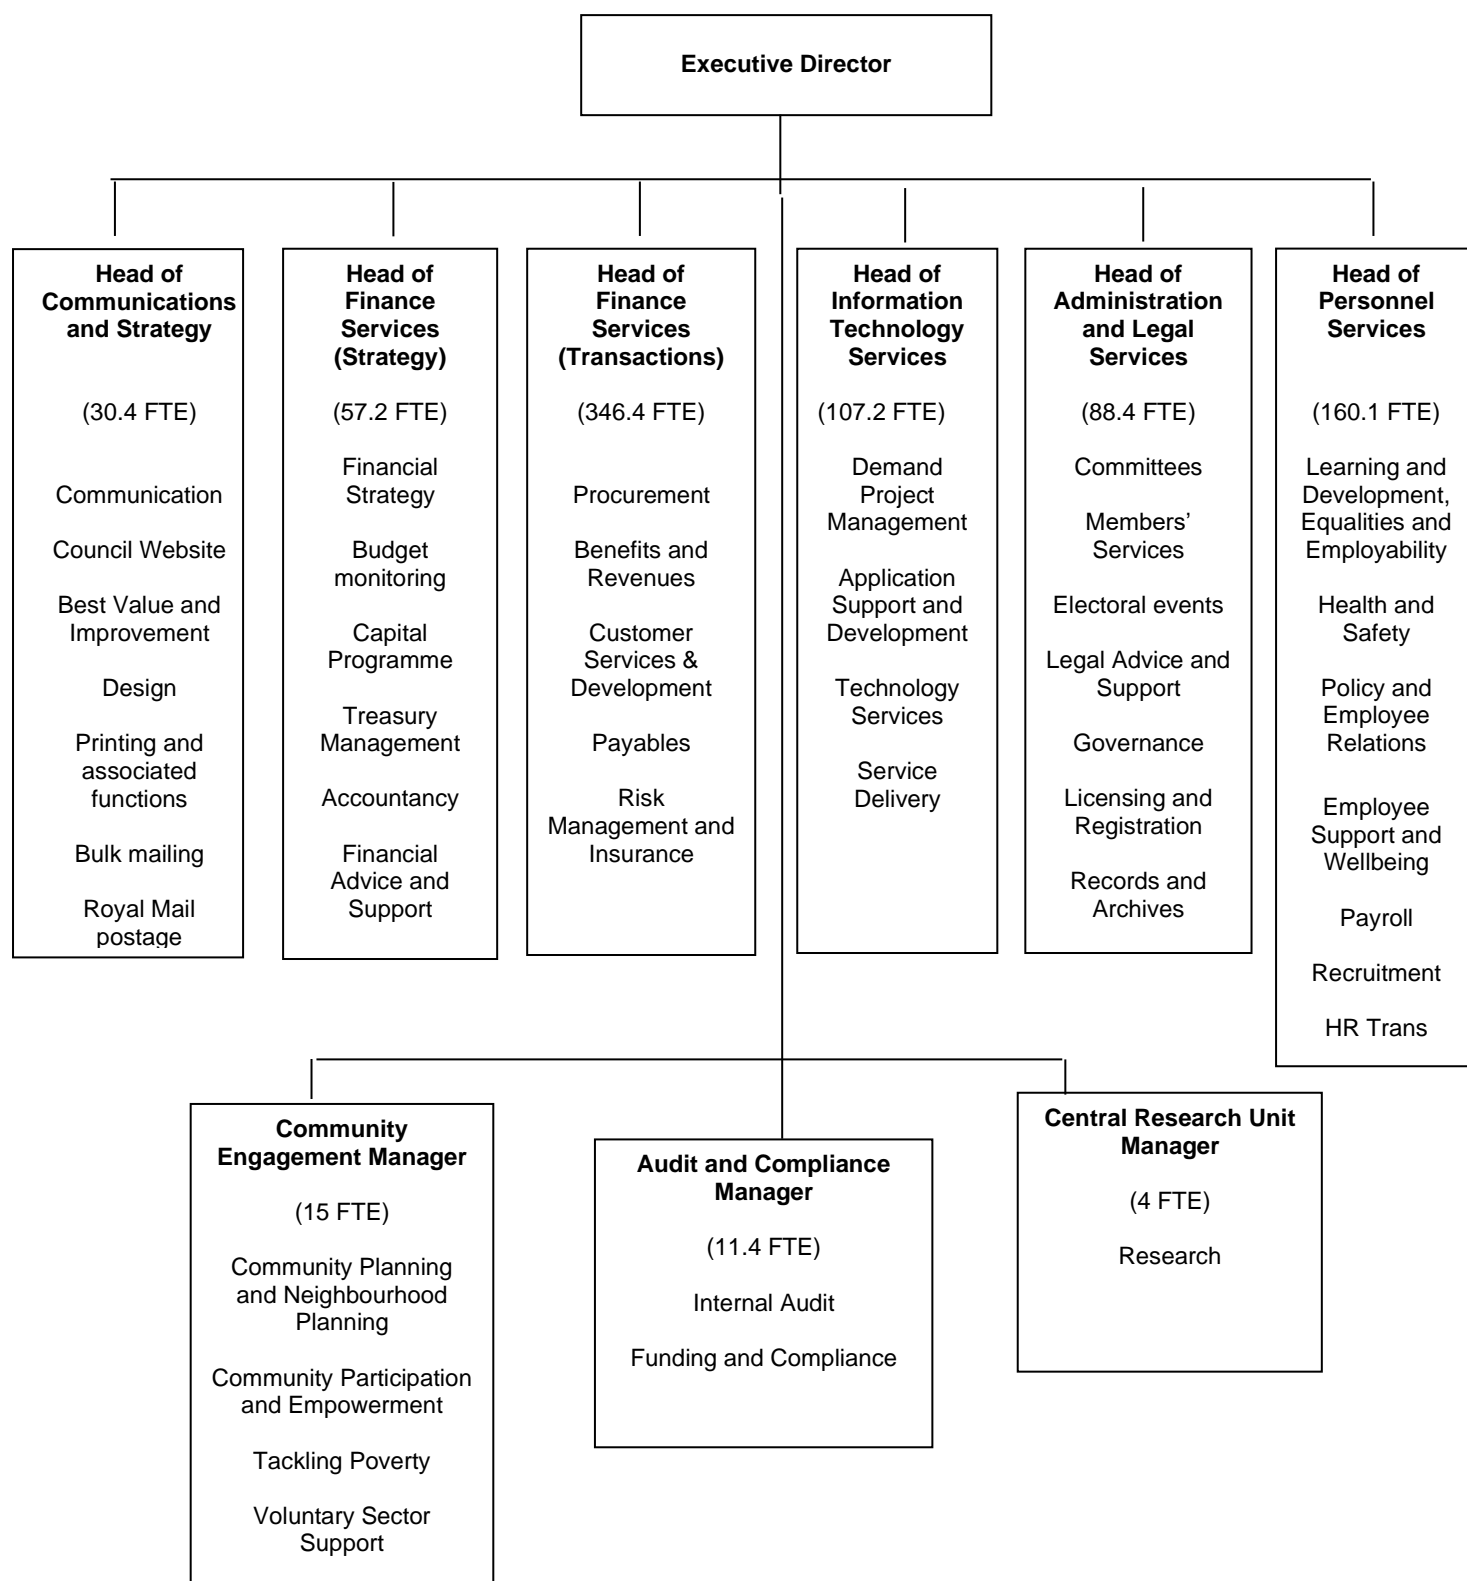 Executive Director
Head of
Communications
and Strategy
(30.4 FTE)
Communication
Council Website
Best Value and
Improvement
Design
Printing and
associated
functions
Bulk mailing
Royal Mail
postage
Head of
Finance
Services
(Strategy)
(57.2 FTE)
Financial
Strategy
Budget
monitoring
Capital
Programme
Treasury
Management
Accountancy
Financial
Advice and
Support
Head of
Finance
Services
(Transactions)
(346.4 FTE)
Procurement
Benefits and
Revenues
Customer
Services &
Development
Payables
Risk
Management and
Insurance
Head of
Information
Technology
Services
(107.2 FTE)
Demand
Project
Management
Application
Support and
Development
Technology
Services
Service
Delivery
Head of
Administration
and Legal
Services
(88.4 FTE)
Committees
Members’
Services
Electoral events
Legal Advice and
Support
Governance
Licensing and
Registration
Records and
Archives
Head of
Personnel
Services
(160.1 FTE)
Learning and
Development,
Equalities and
Employability
Health and
Safety
Policy and
Employee
Relations
Employee
Support and
Wellbeing
Payroll
Recruitment
HR Trans
Community
Engagement Manager
(15 FTE)
Community Planning
and Neighbourhood
Planning
Community Participation
and Empowerment
Tackling Poverty
Voluntary Sector
Support
Audit and Compliance
Manager
(11.4 FTE)
Internal Audit
Funding and Compliance
Central Research Unit
Manager
(4 FTE)
Research